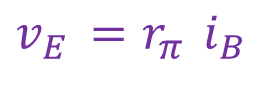 v_E = r_π i_B